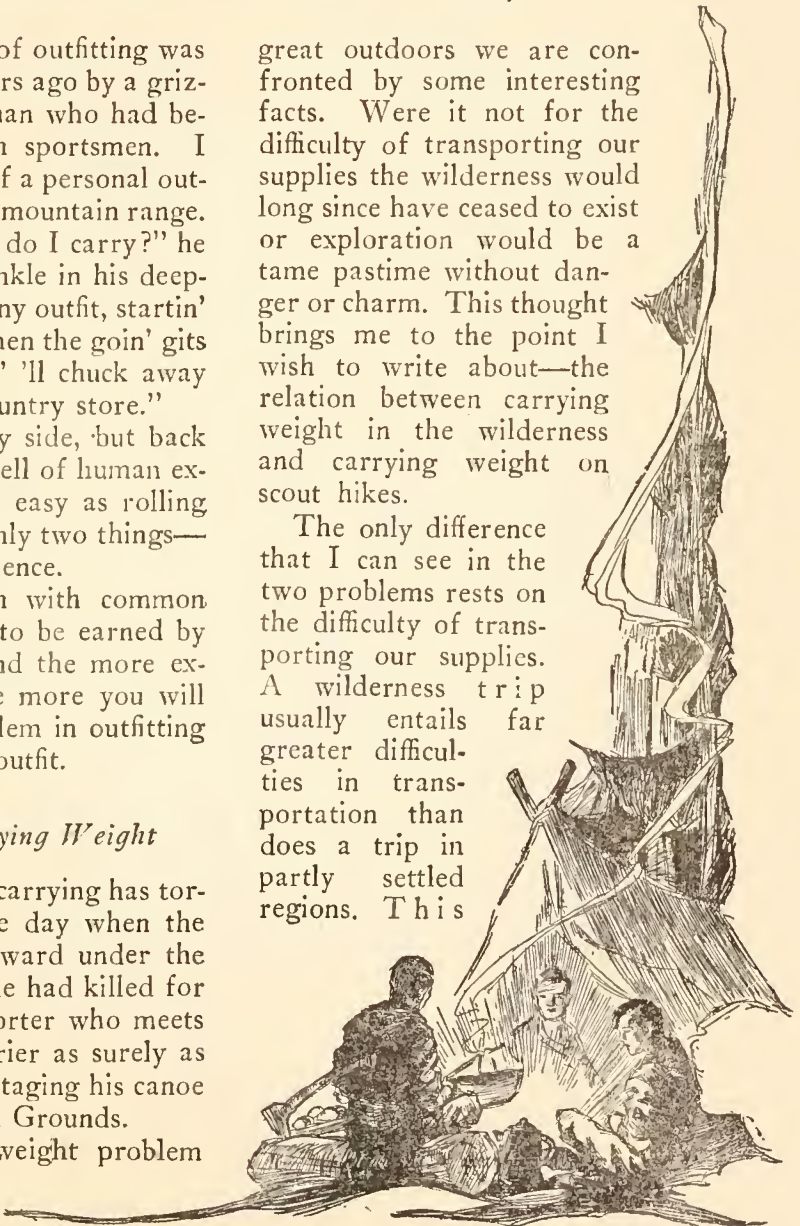 of outfitting was
rs ago by a griz-
man who had be-
sportsmen. I
f a personal out-
mountain range.
do I carry?” he
nkle in his deep-
ny outfit, startin’
hen the goin’ gits
’ ’ll chuck away
untry store.”
y side, but back
ell of human ex-
easy as rolling
nly two things—
ence.
with common
to be earned by
nd the more ex-
e more you will
lem in outfitting
outfit.
ying Weight
carrying has tor-
e day when the
ward under the
e had killed for
orter who meets
rier as surely as
taging his canoe
Grounds.
weight problem
great outdoors we are con-
fronted by some interesting
facts. Were it not for the
difficulty of transporting our
supplies the wilderness would
long since have ceased to exist
or exploration would be a
tame pastime without dan-
ger or charm. This thought
brings me to the point I
wish to write about—the
relation between carrying
weight in the wilderness
and carrying weight on
scout hikes.
The only difference
that I can see in the
two problems rests on
the difficulty of trans-
porting our supplies.
A wilderness trip
usually entails far
greater difficul-
ties in trans-
portation than
does a trip in
partly settled
regions. This